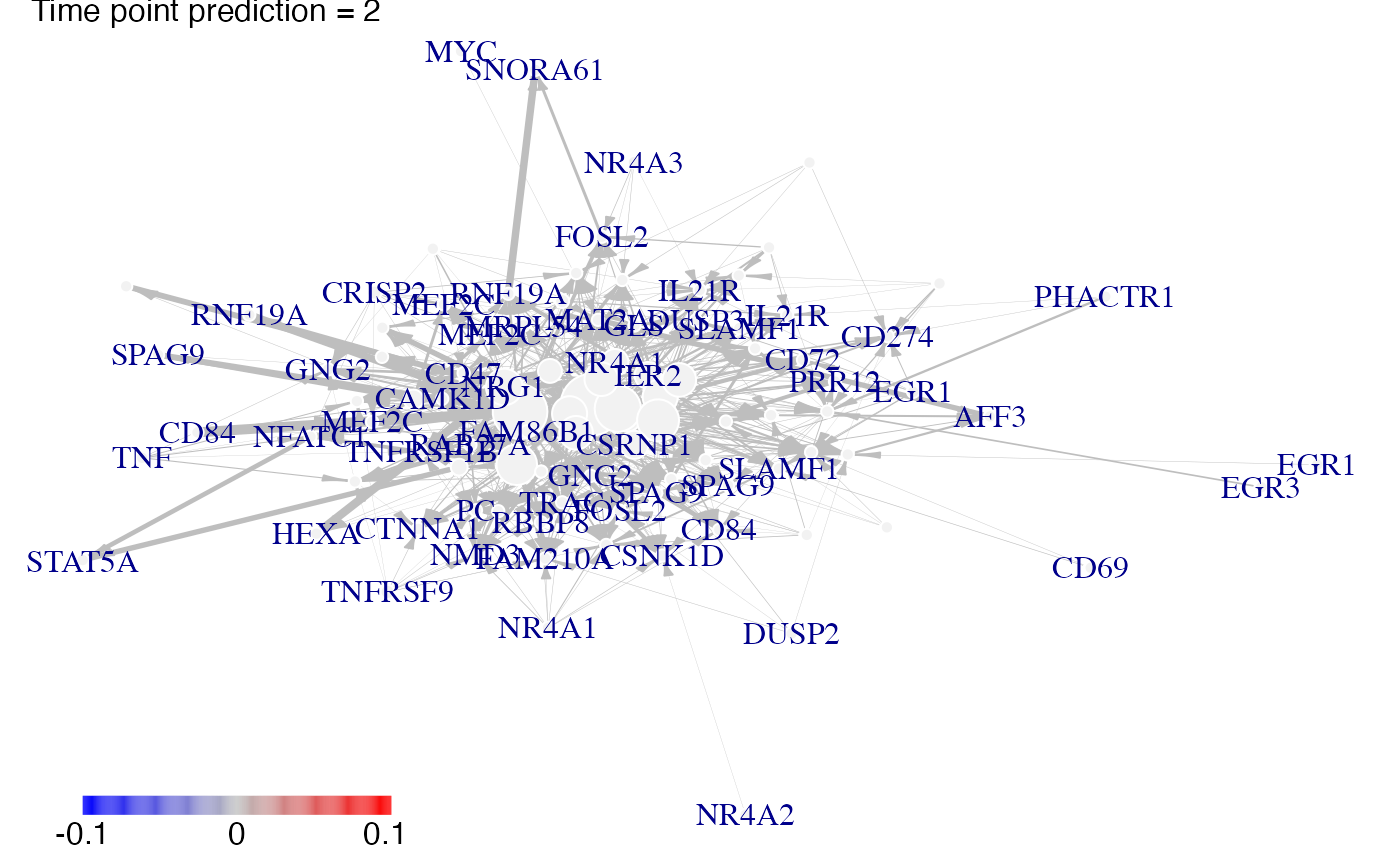 Time point prediction = 2
MYC
SNORA61
NR4A3
FOSL2
CRISP2
RNF19A
IL21R
PHACTR1
MEF2C
RNF19A
IL21R
MAT2A
DUSP3
GLS
MRPL54
SLAMF1
MEF2C
CD274
SPAG9
CD72
NR4A1
GNG2
CD47
IER2
PRR12
NRG1
EGR1
CAMK1D
AFF3
MEF2C
CD84
NFATC1
FAM86B1
RAB27A
CSRNP1
TNFRSF1B
TNF
EGR1
SLAMF1
GNG2
SPAG9
SPAG9
EGR3
TRAC
PC
FOSL2
RBBP8
CTNNA1
CD84
HEXA
NMD3
FAM210A
CSNK1D
STAT5A
CD69
TNFRSF9
NR4A1
DUSP2
NR4A2
-0.1
0
0.1